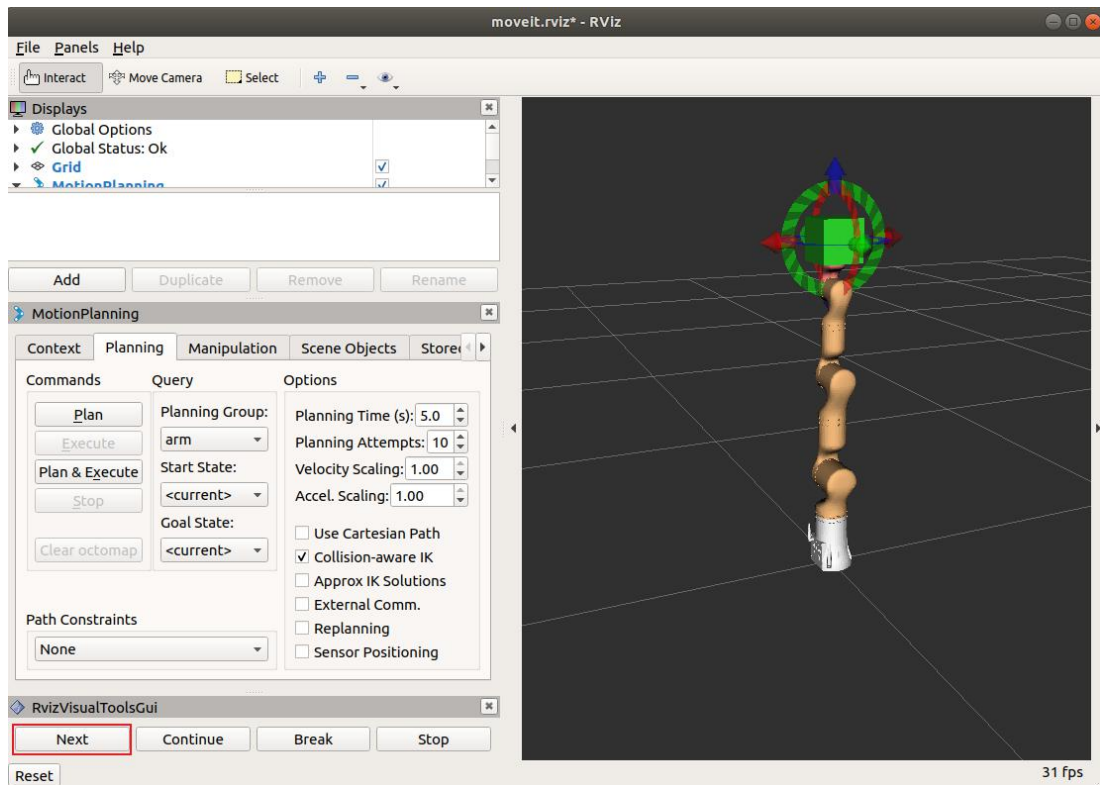 moveit.rviz* - RViz
File Panels Help
Interact Move Camera Select
Displays
Global Options
Global Status: Ok
Grid
MotionPlanning
Add Duplicate Remove Rename
MotionPlanning
Context Planning Manipulation Scene Objects Store
Commands Query Options
Plan
Execute
Plan & Execute
Stop
Clear octomap
Planning Group:
arm
Start State:
<current>
Goal State:
<current>
Planning Time (s): 5.0
Planning Attempts: 10
Velocity Scaling: 1.00
Accel. Scaling: 1.00
Use Cartesian Path
Collision-aware IK
Approx IK Solutions
External Comm.
Replanning
Sensor Positioning
Path Constraints
None
RvizVisualToolsGui
Next Continue Break Stop
Reset
31 fps